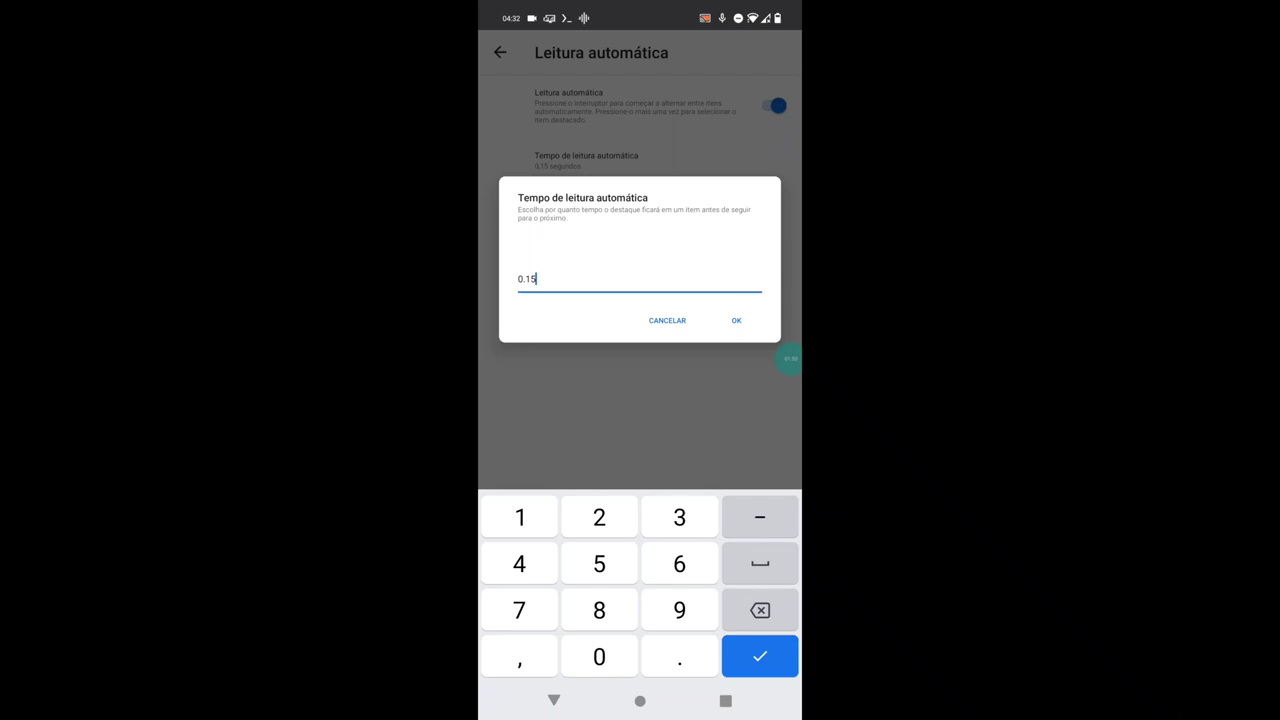 04:32
Leitura automática
Leitura automática
Pressione o interruptor para começar a alternar entre itens
automaticamente. Pressione o mais uma vez para selecionar o
item destacado.
Tempo de leitura automática
0,15 segundos
Tempo de leitura automática
Escolha por quanto tempo o destaque ficará em um item antes de seguir
para o próximo.
0.15
CANCELAR OK
1 2 3 –
4 5 6
7 8 9
, 0 .